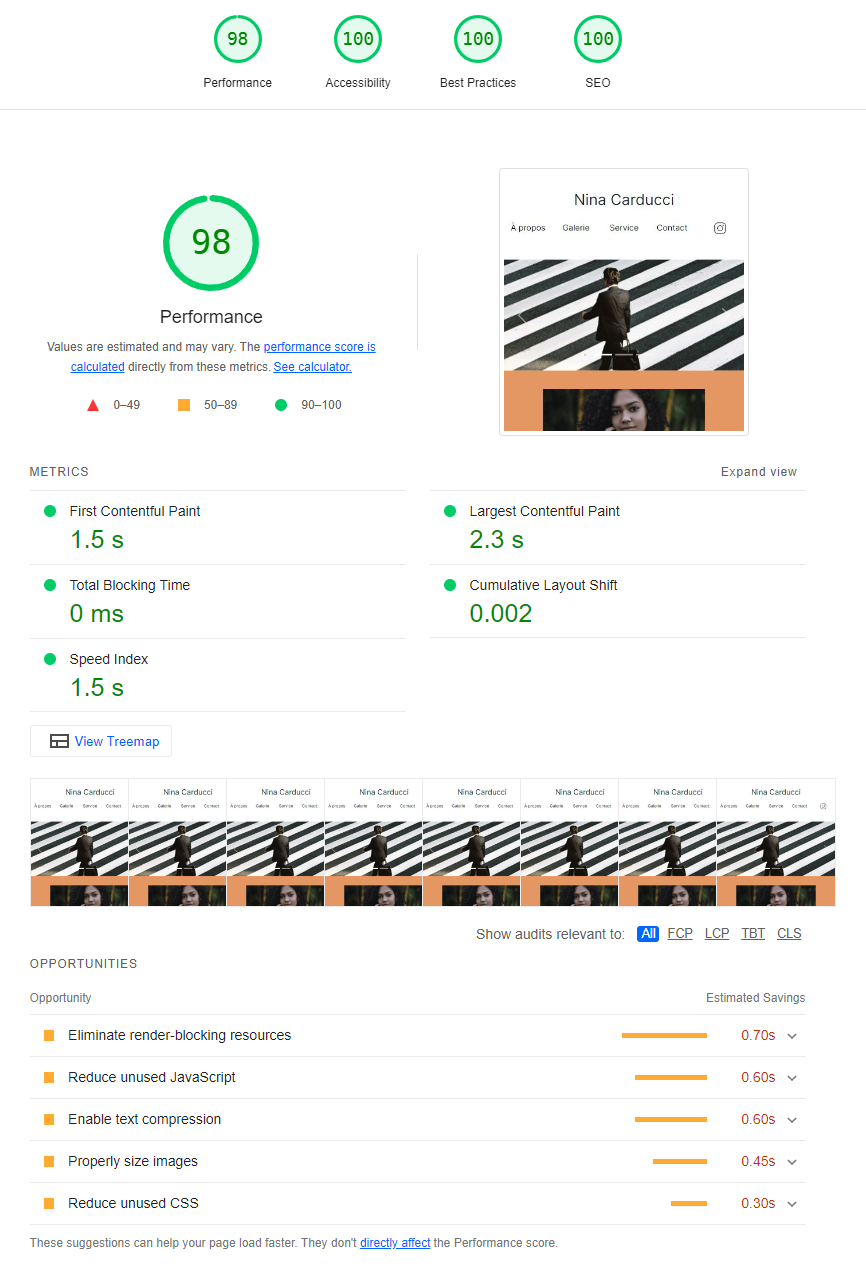 98 100 100 100
Performance Accessibility Best Practices SEO
98
Performance
Values are estimated and may vary. The performance score is
calculated directly from these metrics. See calculator.
0–49 50–89 90–100
Nina Carducci
À propos Galerie Service Contact
METRICS
Expand view
First Contentful Paint
1.5 s
Largest Contentful Paint
2.3 s
Total Blocking Time
0 ms
Cumulative Layout Shift
0.002
Speed Index
1.5 s
View Treemap
Nina Carducci Nina Carducci Nina Carducci Nina Carducci Nina Carducci Nina Carducci Nina Carducci Nina Carducci
À propos Galerie Service Contact À propos Galerie Service Contact À propos Galerie Service Contact À propos Galerie Service Contact À propos Galerie Service Contact À propos Galerie Service Contact À propos Galerie Service Contact À propos Galerie Service Contact
Show audits relevant to: All FCP LCP TBT CLS
OPPORTUNITIES
Opportunity Estimated Savings
Eliminate render-blocking resources 0.70s
Reduce unused JavaScript 0.60s
Enable text compression 0.60s
Properly size images 0.45s
Reduce unused CSS 0.30s
These suggestions can help your page load faster. They don't directly affect the Performance score.